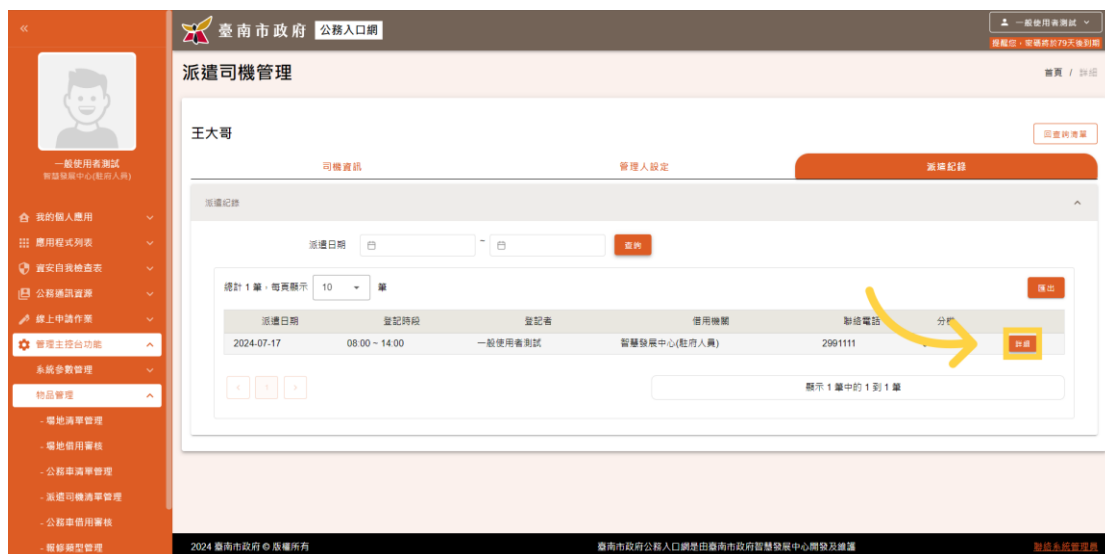 臺南市政府 公務入口網
一般使用者測試
提醒您,密碼將於79天後到期
派遣司機管理
首頁 / 詳細
一般使用者測試
智慧發展中心(駐府人員)
我的個人應用
應用程式列表
資安自我檢查表
公務通訊資源
線上申請作業
管理主控台功能
系統參數管理
物品管理
- 場地清單管理
- 場地借用審核
- 公務車清單管理
- 派遣司機清單管理
- 公務車借用審核
- 報修類型管理
王大哥
回查詢清單
司機資訊 管理人設定 派遣紀錄
派遣紀錄
派遣日期 ~ 查詢
總計 1 筆,每頁顯示 10 筆
匯出
派遣日期 登記時段 登記者 借用機關 聯絡電話
2024-07-17 08:00 ~ 14:00 一般使用者測試 智慧發展中心(駐府人員) 2991111 詳細
1
顯示 1 筆中的 1 到 1 筆
2024 臺南市政府 © 版權所有
臺南市政府公務入口網是由臺南市政府智慧發展中心開發及維護
聯絡系統管理員